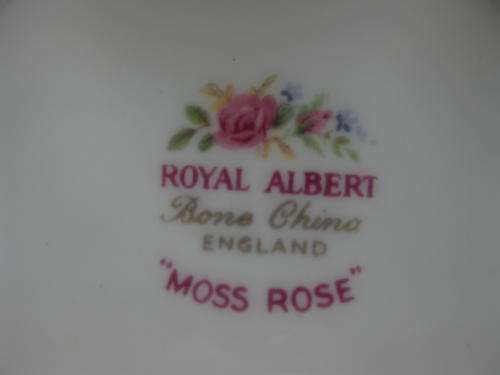 ROYAL ALBERT
Bone China
ENGLAND
"MOSS ROSE"